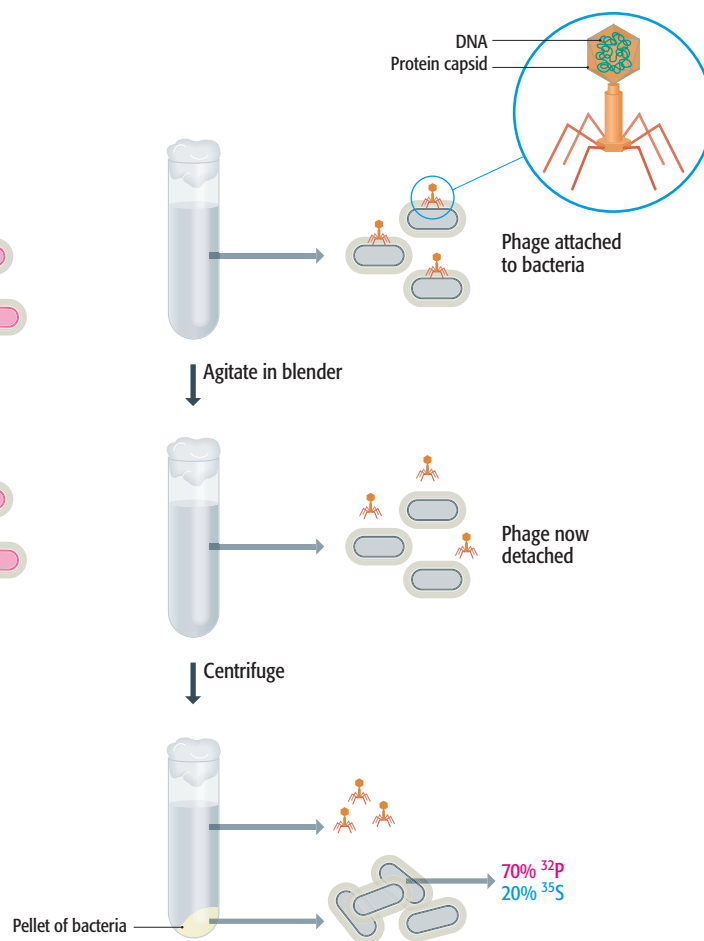 DNA
Protein capsid
Phage attached
to bacteria
Agitate in blender
Phage now
detached
Centrifuge
70% ³²P
20% ³⁵S
Pellet of bacteria